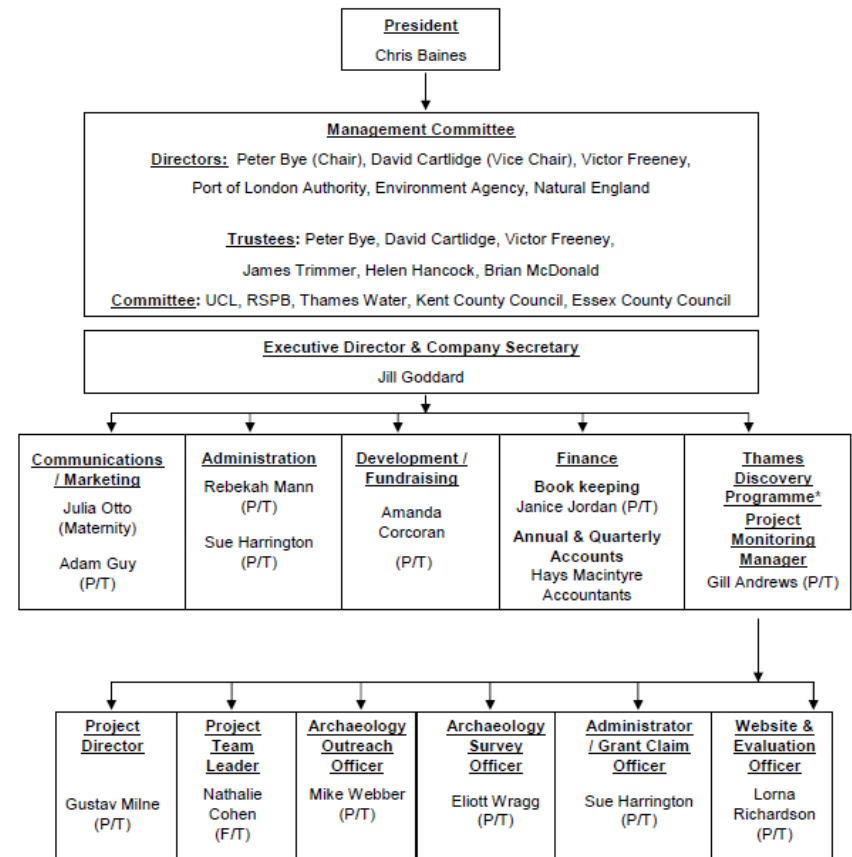 President
Chris Baines
Management Committee
Directors: Peter Bye (Chair), David Cartlidge (Vice Chair), Victor Freeney,
Port of London Authority, Environment Agency, Natural England
Trustees: Peter Bye, David Cartlidge, Victor Freeney,
James Trimmer, Helen Hancock, Brian McDonald
Committee: UCL, RSPB, Thames Water, Kent County Council, Essex County Council
Executive Director & Company Secretary
Jill Goddard
Communications
/ Marketing
Julia Otto
(Maternity)
Adam Guy
(P/T)
Administration
Rebekah Mann
(P/T)
Sue Harrington
(P/T)
Development /
Fundraising
Amanda
Corcoran
(P/T)
Finance
Book keeping
Janice Jordan (P/T)
Annual & Quarterly
Accounts
Hays Macintyre
Accountants
Thames
Discovery
Programme*
Project
Monitoring
Manager
Gill Andrews (P/T)
Project
Director
Gustav Milne
(P/T)
Project
Team
Leader
Nathalie
Cohen
(F/T)
Archaeology
Outreach
Officer
Mike Webber
(P/T)
Archaeology
Survey
Officer
Eliott Wragg
(P/T)
Administrator
/ Grant Claim
Officer
Sue Harrington
(P/T)
Website &
Evaluation
Officer
Lorna
Richardson
(P/T)